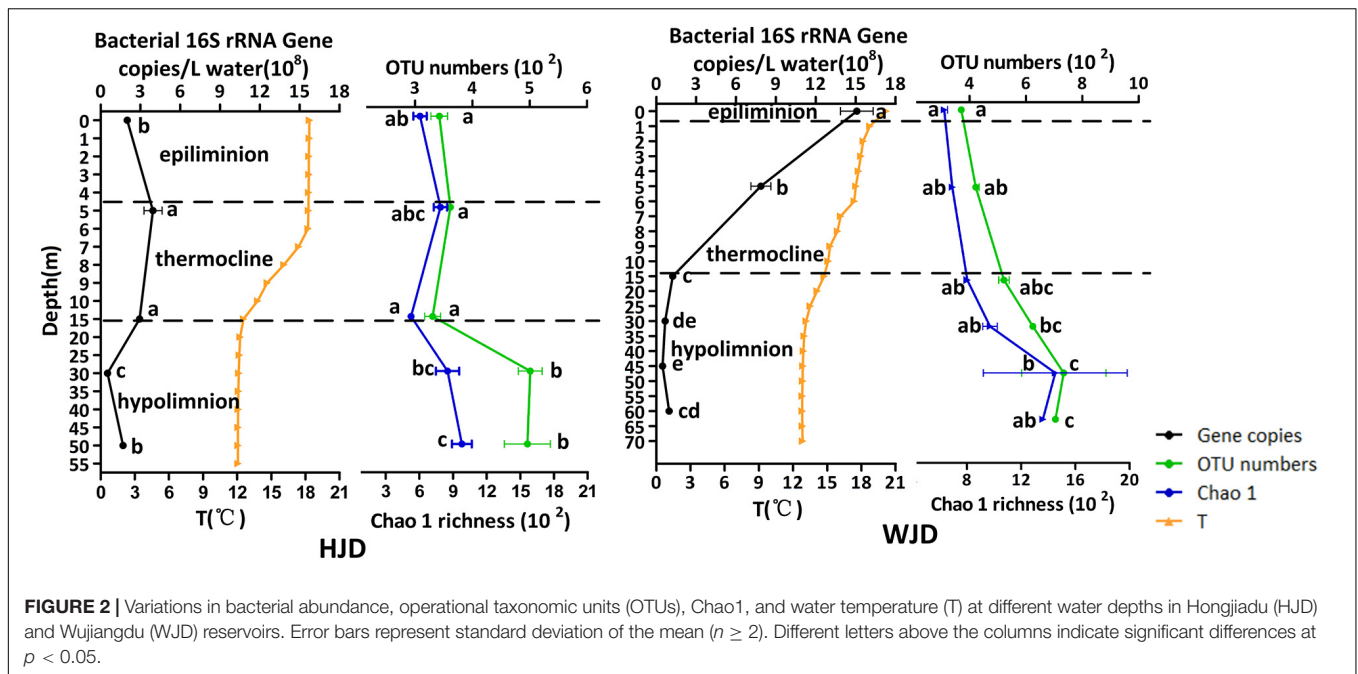 Bacterial 16S rRNA Gene
copies/L water(10^8)
0 3 6 9 12 15 18
OTU numbers (10^2)
3 4 5 6
Depth(m)
0
1
2
3
4
5
6
7
8
9
10
15
20
25
30
35
40
45
50
55
epiliminion
thermocline
hypolimnion
b
a
a
c
b
ab a
abc a
a a
bc b
c b
0 3 6 9 12 15 18 21
T(℃)
6 9 12 15 18 21
Chao 1 richness (10^2)
HJD
Bacterial 16S rRNA Gene
copies/L water(10^8)
0 3 6 9 12 15 18
OTU numbers (10^2)
4 6 8 10
0
1
2
3
4
5
6
7
8
9
10
15
20
25
30
35
40
45
50
55
60
70
epiliminion
thermocline
hypolimnion
a
b
c
de
e
cd
a a
ab ab
ab abc
ab bc
b c
ab c
0 3 6 9 12 15 18 21
T(℃)
8 12 16 20
Chao 1 richness (10^2)
WJD
Gene copies
OTU numbers
Chao 1
T
FIGURE 2 | Variations in bacterial abundance, operational taxonomic units (OTUs), Chao1, and water temperature (T) at different water depths in Hongjiadu (HJD)
and Wujiangdu (WJD) reservoirs. Error bars represent standard deviation of the mean (n ≥ 2). Different letters above the columns indicate significant differences at
p < 0.05.